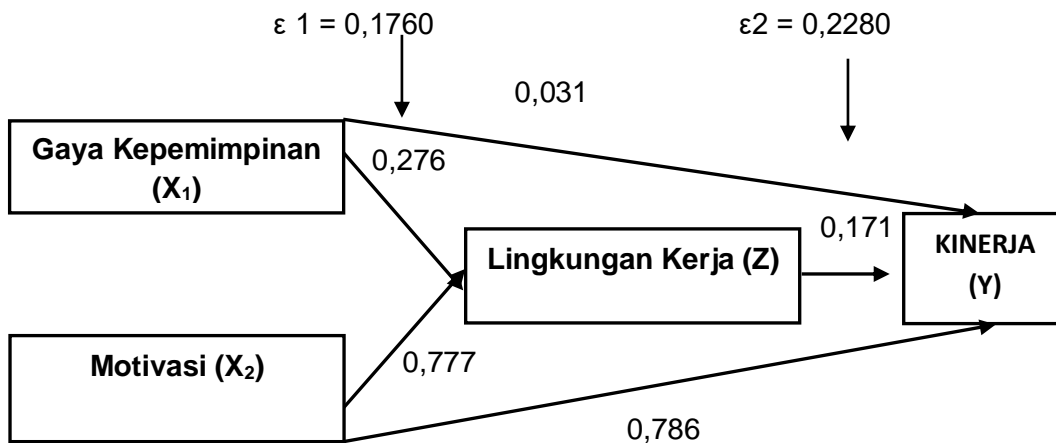 ε 1 = 0,1760
ε2 = 0,2280
0,031
Gaya Kepemimpinan
(X₁)
0,276
0,171
Lingkungan Kerja (Z)
KINERJA
(Y)
Motivasi (X₂)
0,777
0,786